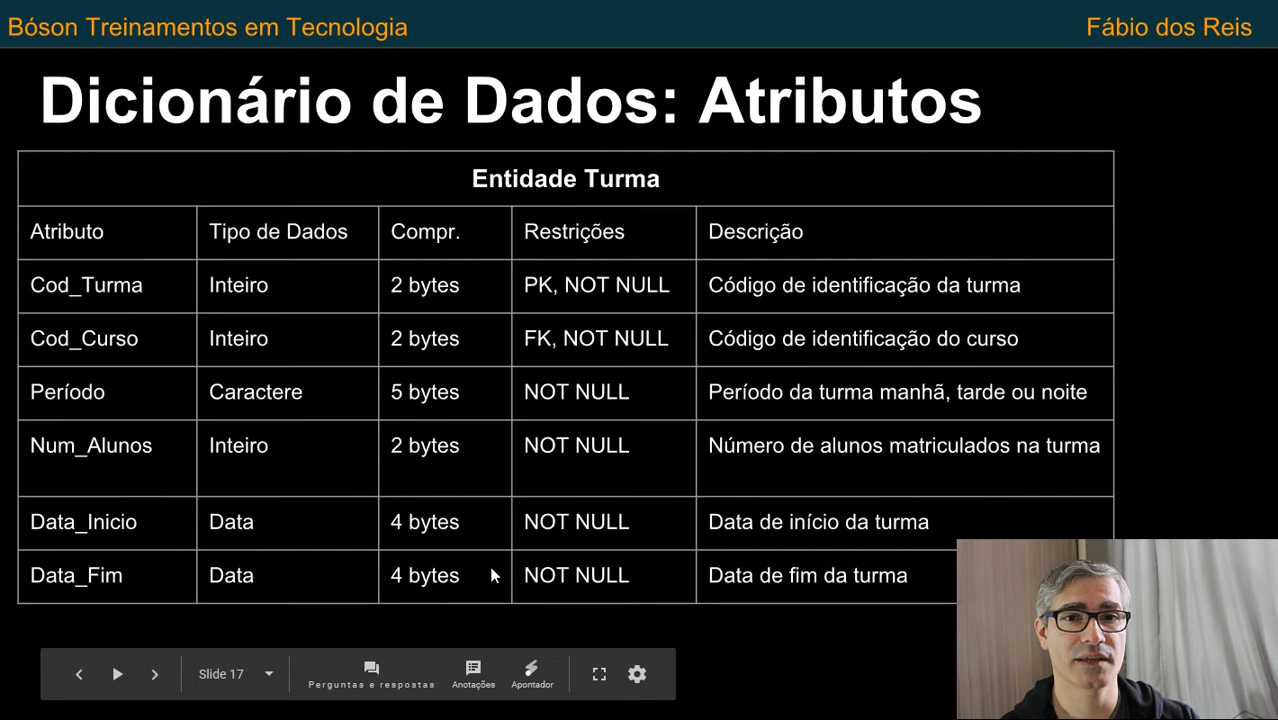 Bóson Treinamentos em Tecnologia Fábio dos Reis
Dicionário de Dados: Atributos
Entidade Turma
Atributo Tipo de Dados Compr. Restrições Descrição
Cod_Turma Inteiro 2 bytes PK, NOT NULL Código de identificação da turma
Cod_Curso Inteiro 2 bytes FK, NOT NULL Código de identificação do curso
Período Caractere 5 bytes NOT NULL Período da turma manhã, tarde ou noite
Num_Alunos Inteiro 2 bytes NOT NULL Número de alunos matriculados na turma
Data_Inicio Data 4 bytes NOT NULL Data de início da turma
Data_Fim Data 4 bytes NOT NULL Data de fim da turma
Slide 17 Perguntas e respostas Anotações Apontador